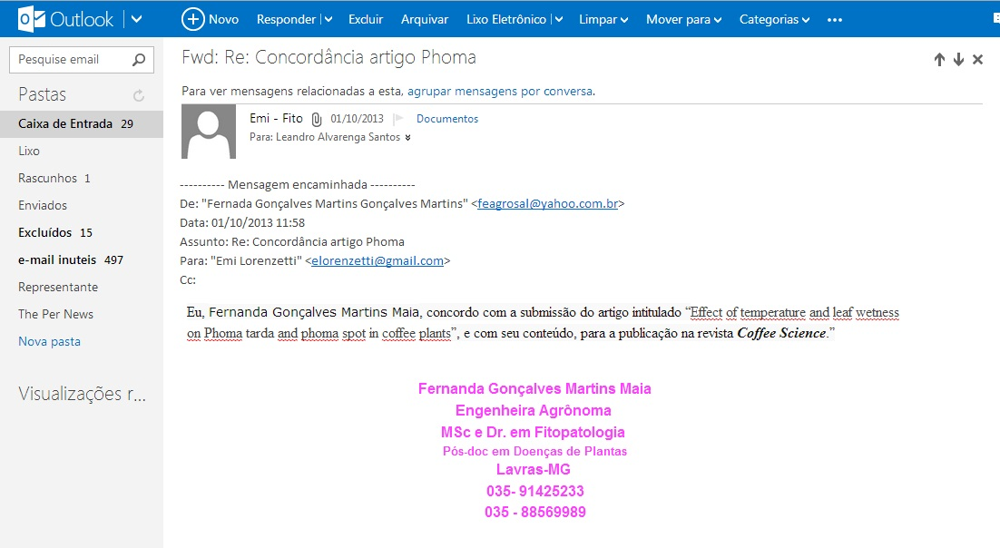 Outlook
Novo Responder Excluir Arquivar Lixo Eletrônico Limpar Mover para Categorias •••
Pesquise email
Pastas
Caixa de Entrada 29
Lixo
Rascunhos 1
Enviados
Excluídos 15
e-mail inuteis 497
Representante
The Per News
Nova pasta
Visualizações r...
Fwd: Re: Concordância artigo Phoma
Para ver mensagens relacionadas a esta, agrupar mensagens por conversa.
Emi - Fito 01/10/2013 Documentos
Para: Leandro Alvarenga Santos
---------- Mensagem encaminhada ----------
De: "Fernada Gonçalves Martins Gonçalves Martins" <feagrosal@yahoo.com.br>
Data: 01/10/2013 11:58
Assunto: Re: Concordância artigo Phoma
Para: "Emi Lorenzetti" <elorenzetti@gmail.com>
Cc:
Eu, Fernanda Gonçalves Martins Maia, concordo com a submissão do artigo intitulado “Effect of temperature and leaf wetness
on Phoma tarda and phoma spot in coffee plants”, e com seu conteúdo, para a publicação na revista Coffee Science.”
Fernanda Gonçalves Martins Maia
Engenheira Agrônoma
MSc e Dr. em Fitopatologia
Pós-doc em Doenças de Plantas
Lavras-MG
035- 91425233
035 - 88569989